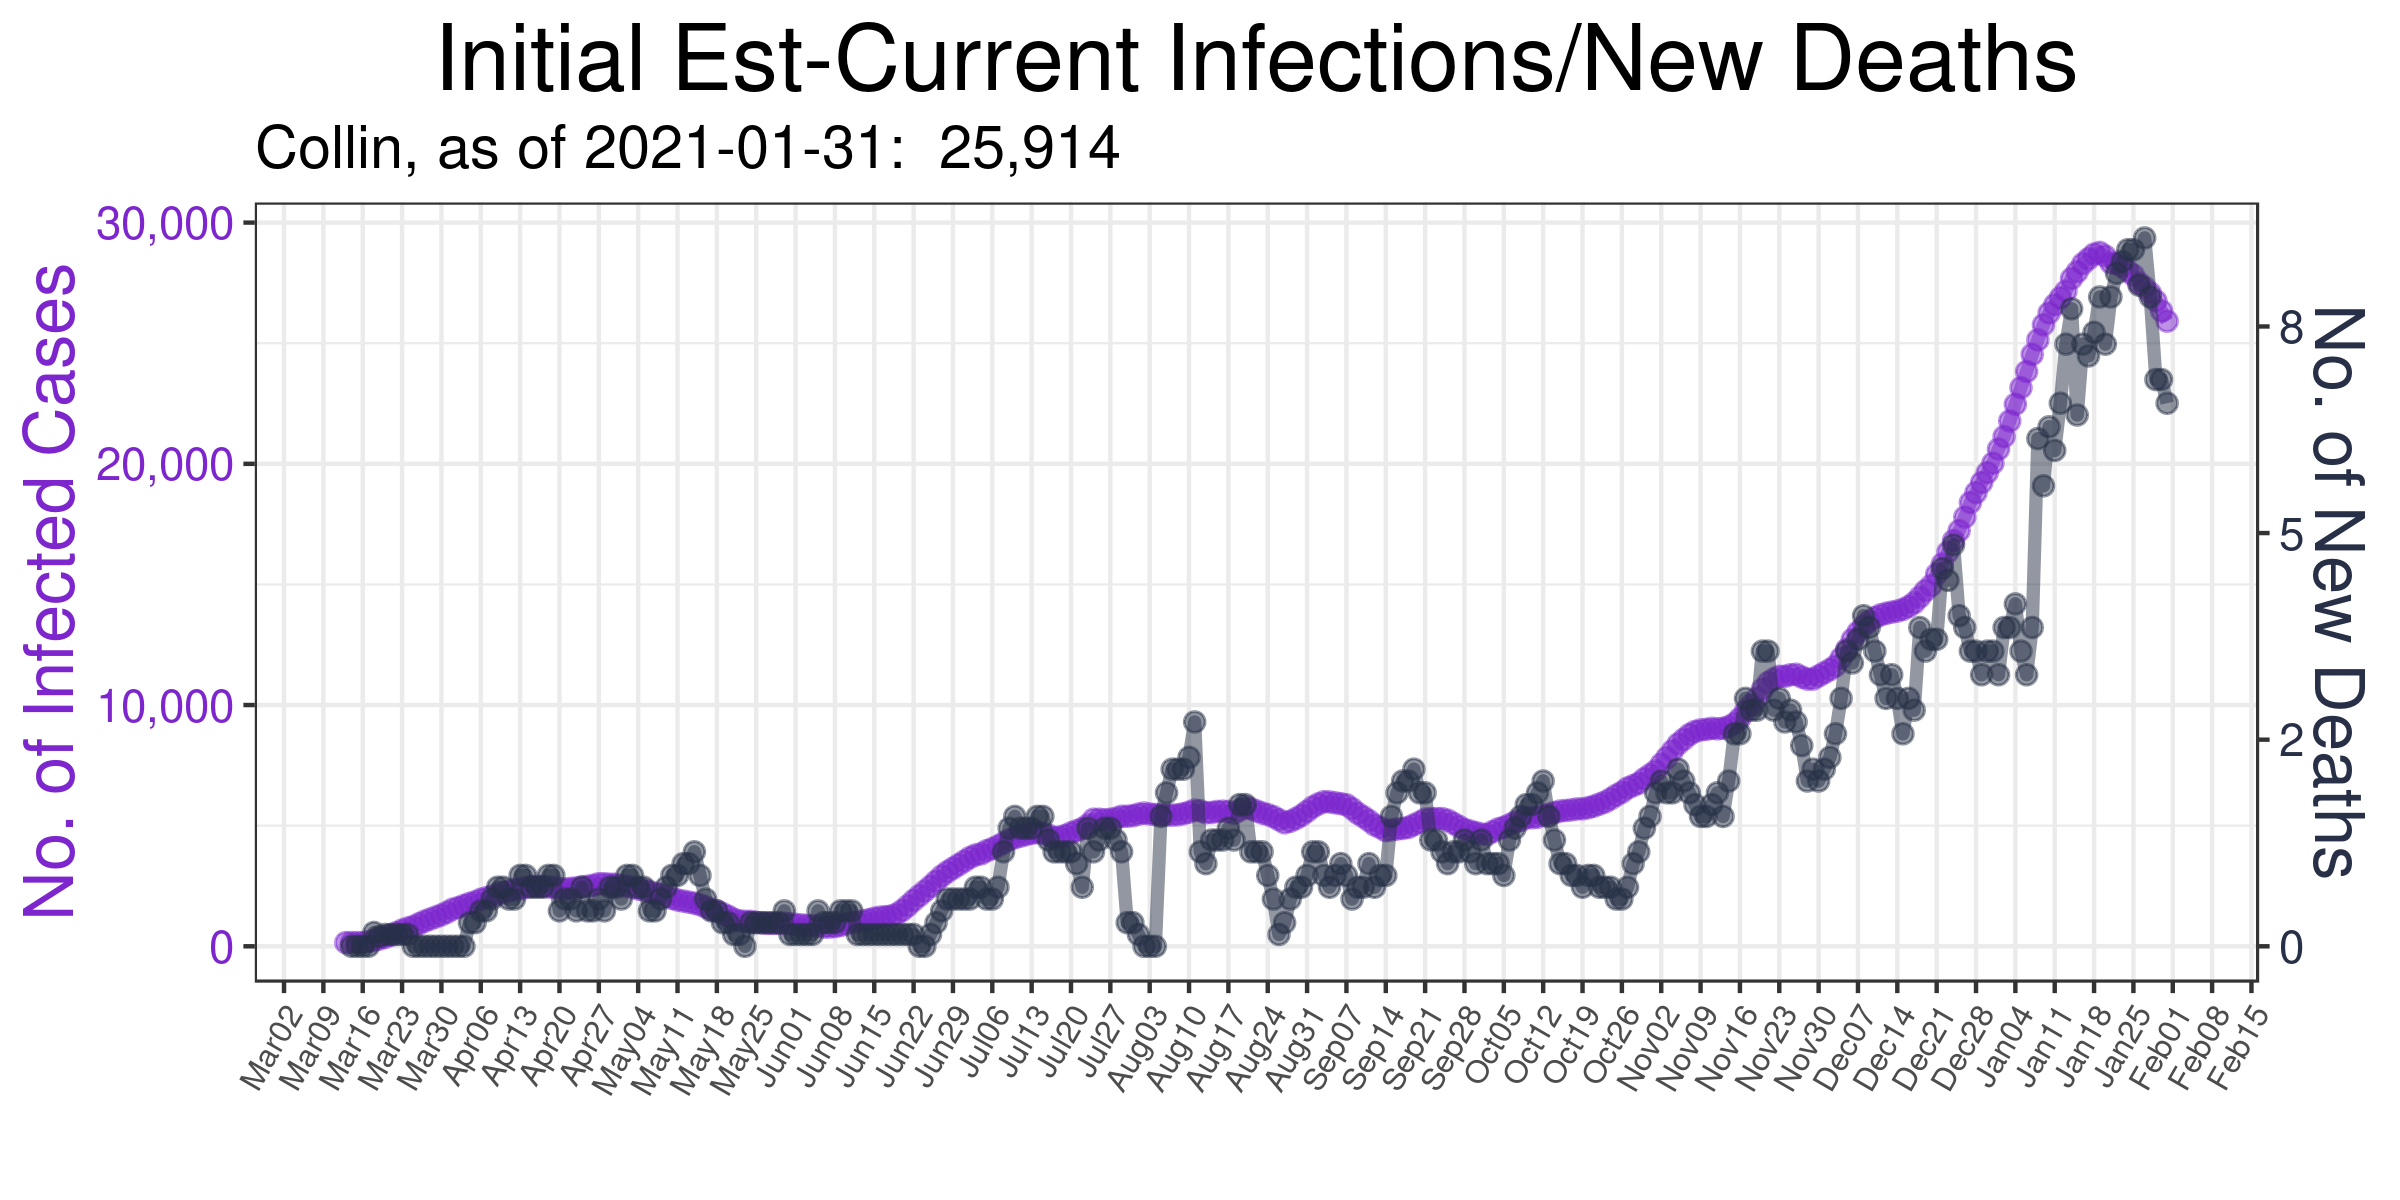 Initial Est-Current Infections/New Deaths
Collin, as of 2021-01-31: 25,914
No. of Infected Cases
30,000
20,000
10,000
0
No. of New Deaths
8
5
2
0
Mar02
Mar09
Mar16
Mar23
Mar30
Apr06
Apr13
Apr20
Apr27
May04
May11
May18
May25
Jun01
Jun08
Jun15
Jun22
Jun29
Jul06
Jul13
Jul20
Jul27
Aug03
Aug10
Aug17
Aug24
Aug31
Sep07
Sep14
Sep21
Sep28
Oct05
Oct12
Oct19
Oct26
Nov02
Nov09
Nov16
Nov23
Nov30
Dec07
Dec14
Dec21
Dec28
Jan04
Jan11
Jan18
Jan25
Feb01
Feb08
Feb15